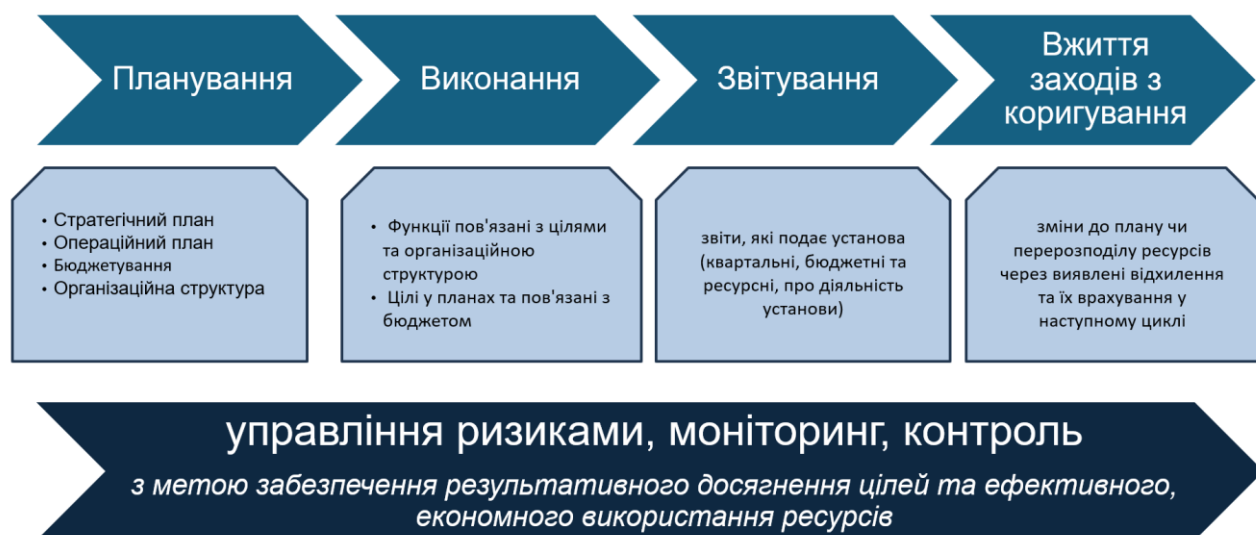 Планування
Виконання
Звітування
Вжиття
заходів з
коригування
• Стратегічний план
• Операційний план
• Бюджетування
• Організаційна структура
• Функції пов'язані з цілями
та організаційною
структурою
• Цілі у планах та пов'язані з
бюджетом
звіти, які подає установа
(квартальні, бюджетні та
ресурсні, про діяльність
установи)
зміни до плану чи
перерозподілу ресурсів
через виявлені відхилення
та їх врахування у
наступному циклі
управління ризиками, моніторинг, контроль
з метою забезпечення результативного досягнення цілей та ефективного,
економного використання ресурсів